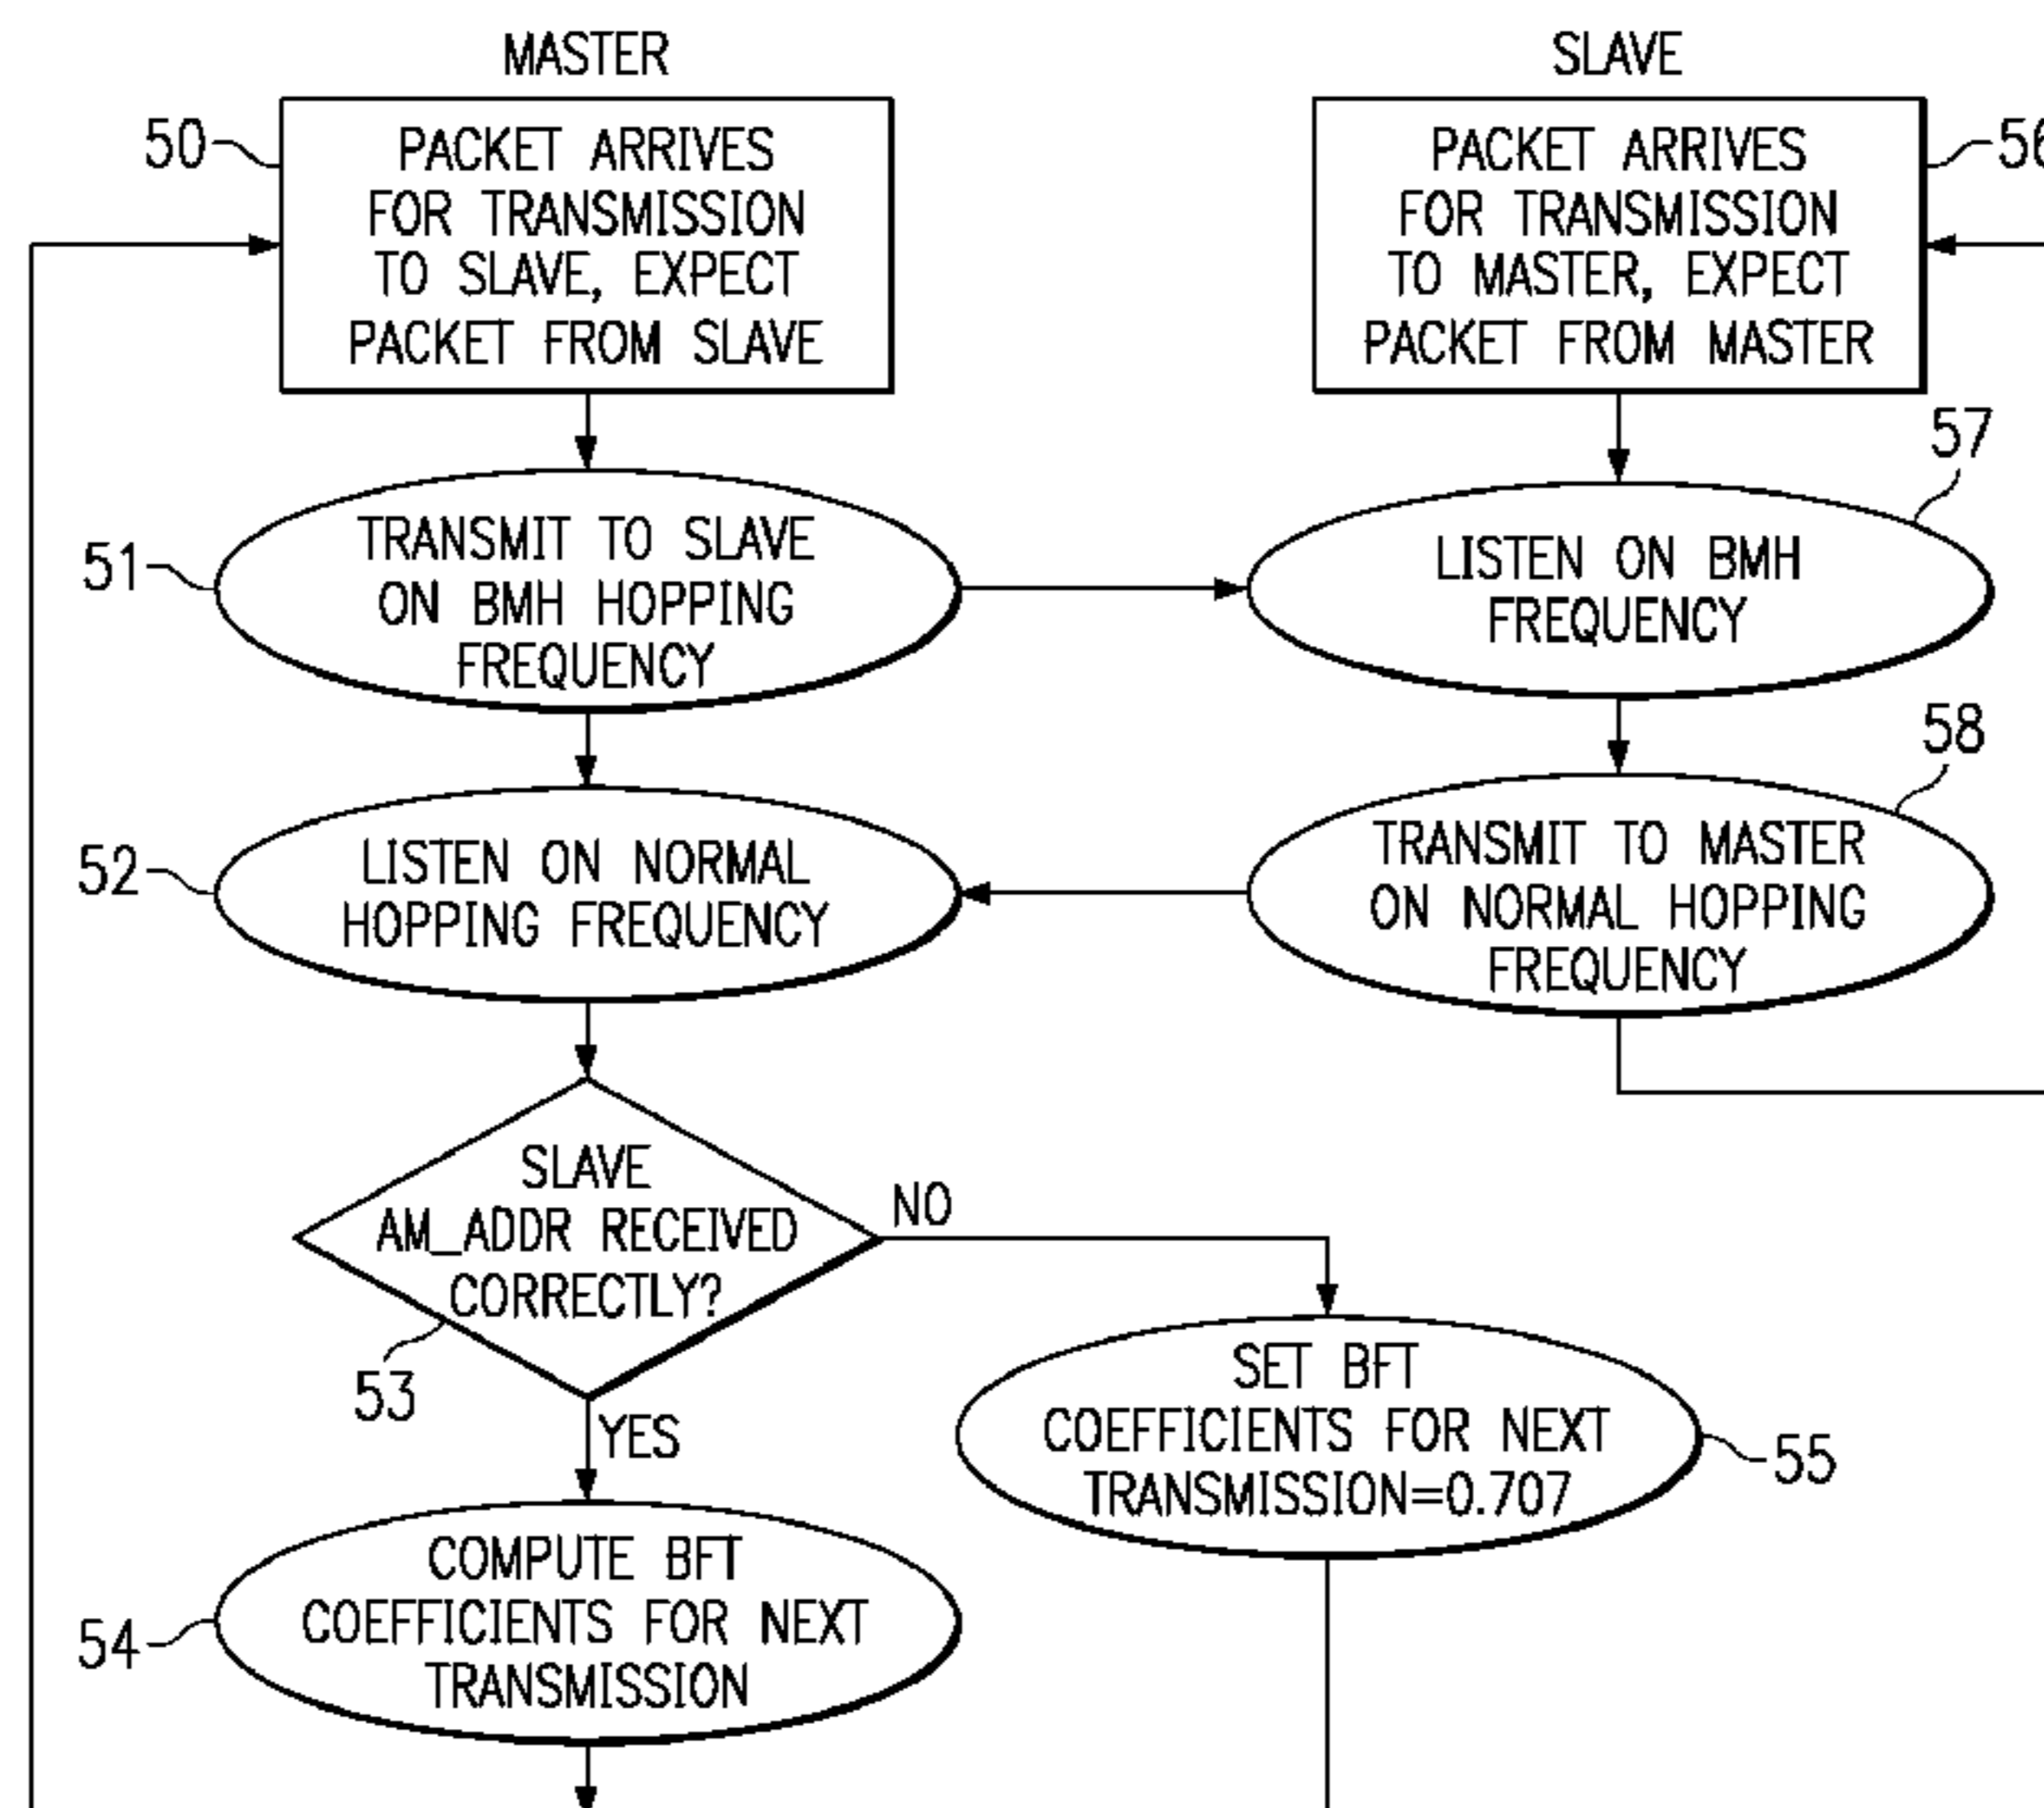 MASTER
50
PACKET ARRIVES
FOR TRANSMISSION
TO SLAVE, EXPECT
PACKET FROM SLAVE
51
TRANSMIT TO SLAVE
ON BMH HOPPING
FREQUENCY
52
LISTEN ON NORMAL
HOPPING FREQUENCY
SLAVE
AM_ADDR RECEIVED
CORRECTLY?
53
NO
YES
54
COMPUTE BFT
COEFFICIENTS FOR NEXT
TRANSMISSION
SET BFT
COEFFICIENTS FOR NEXT
TRANSMISSION=0.707
55
SLAVE
PACKET ARRIVES
FOR TRANSMISSION
TO MASTER, EXPECT
PACKET FROM MASTER
56
57
LISTEN ON BMH
FREQUENCY
58
TRANSMIT TO MASTER
ON NORMAL HOPPING
FREQUENCY